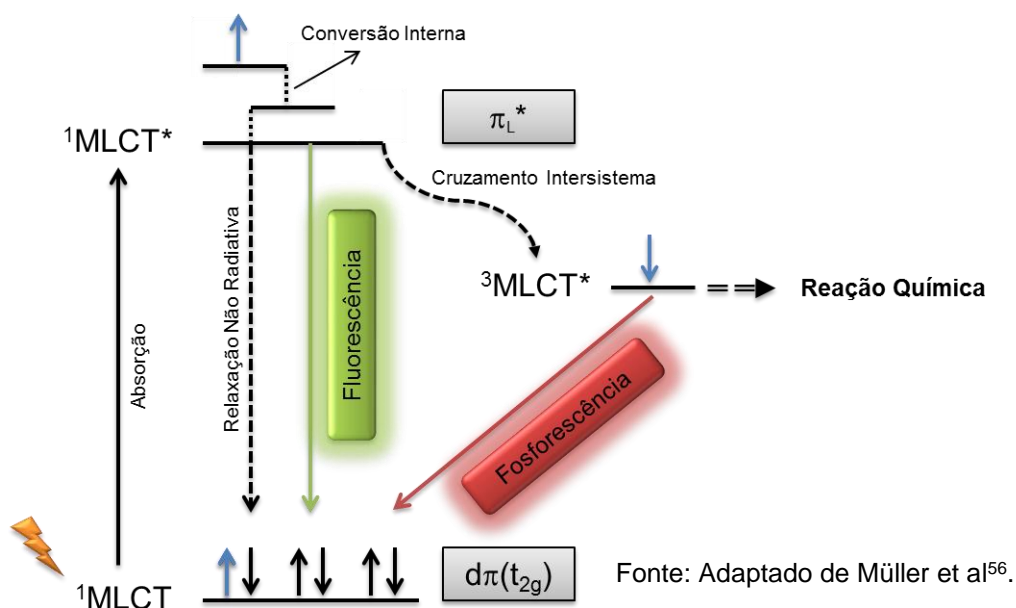 Conversão Interna
π_L*
¹MLCT*
Cruzamento Intersistema
Absorção
Relaxação Não Radiativa
Fluorescência
³MLCT*
Reação Química
Fosforescência
dπ(t₂g)
Fonte: Adaptado de Müller et al⁵⁶.
¹MLCT